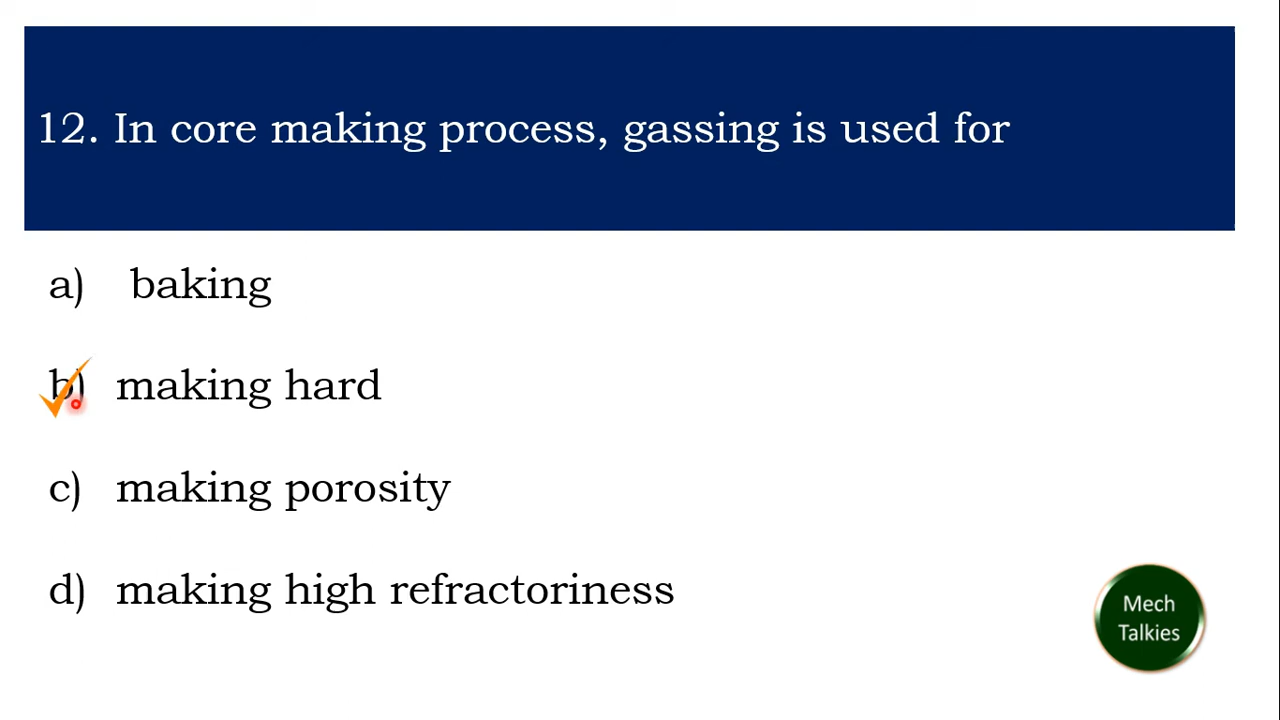 12. In core making process, gassing is used for
a) baking
b) making hard
c) making porosity
d) making high refractoriness
Mech
Talkies